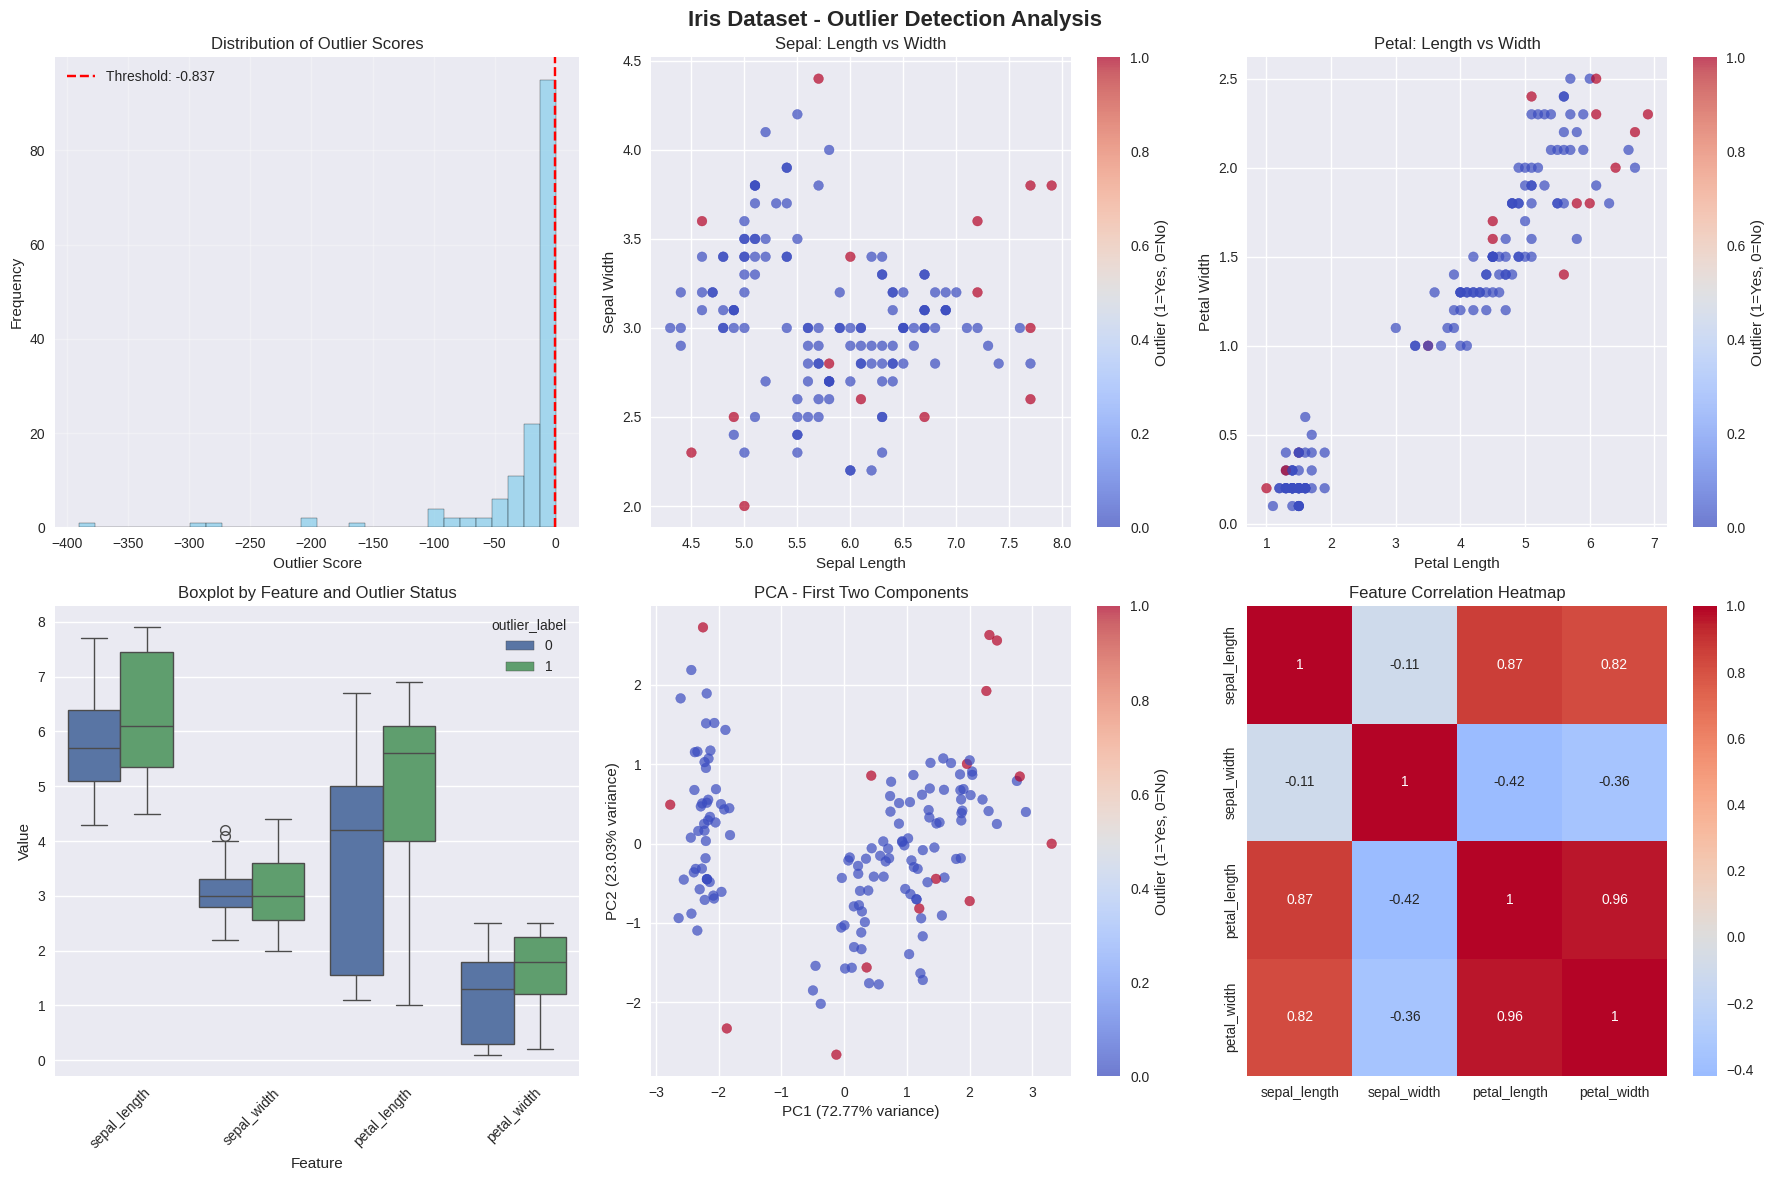 Iris Dataset - Outlier Detection Analysis
Distribution of Outlier Scores
Threshold: -0.837
Frequency
80
60
40
20
0
−400 −350 −300 −250 −200 −150 −100 −50 0
Outlier Score
Sepal: Length vs Width
Sepal Width
4.5
4.0
3.5
3.0
2.5
2.0
4.5 5.0 5.5 6.0 6.5 7.0 7.5 8.0
Sepal Length
1.0
0.8
0.6
0.4
0.2
0.0
Outlier (1=Yes, 0=No)
Petal: Length vs Width
Petal Width
2.5
2.0
1.5
1.0
0.5
0.0
1 2 3 4 5 6 7
Petal Length
1.0
0.8
0.6
0.4
0.2
0.0
Outlier (1=Yes, 0=No)
Boxplot by Feature and Outlier Status
outlier_label
0
1
Value
8
7
6
5
4
3
2
1
0
sepal_length sepal_width petal_length petal_width
Feature
PCA - First Two Components
PC2 (23.03% variance)
2
1
0
−1
−2
−3 −2 −1 0 1 2 3
PC1 (72.77% variance)
1.0
0.8
0.6
0.4
0.2
0.0
Outlier (1=Yes, 0=No)
Feature Correlation Heatmap
sepal_length
sepal_width
petal_length
petal_width
1 -0.11 0.87 0.82
-0.11 1 -0.42 -0.36
0.87 -0.42 1 0.96
0.82 -0.36 0.96 1
sepal_length sepal_width petal_length petal_width
1.0
0.8
0.6
0.4
0.2
0.0
−0.2
−0.4